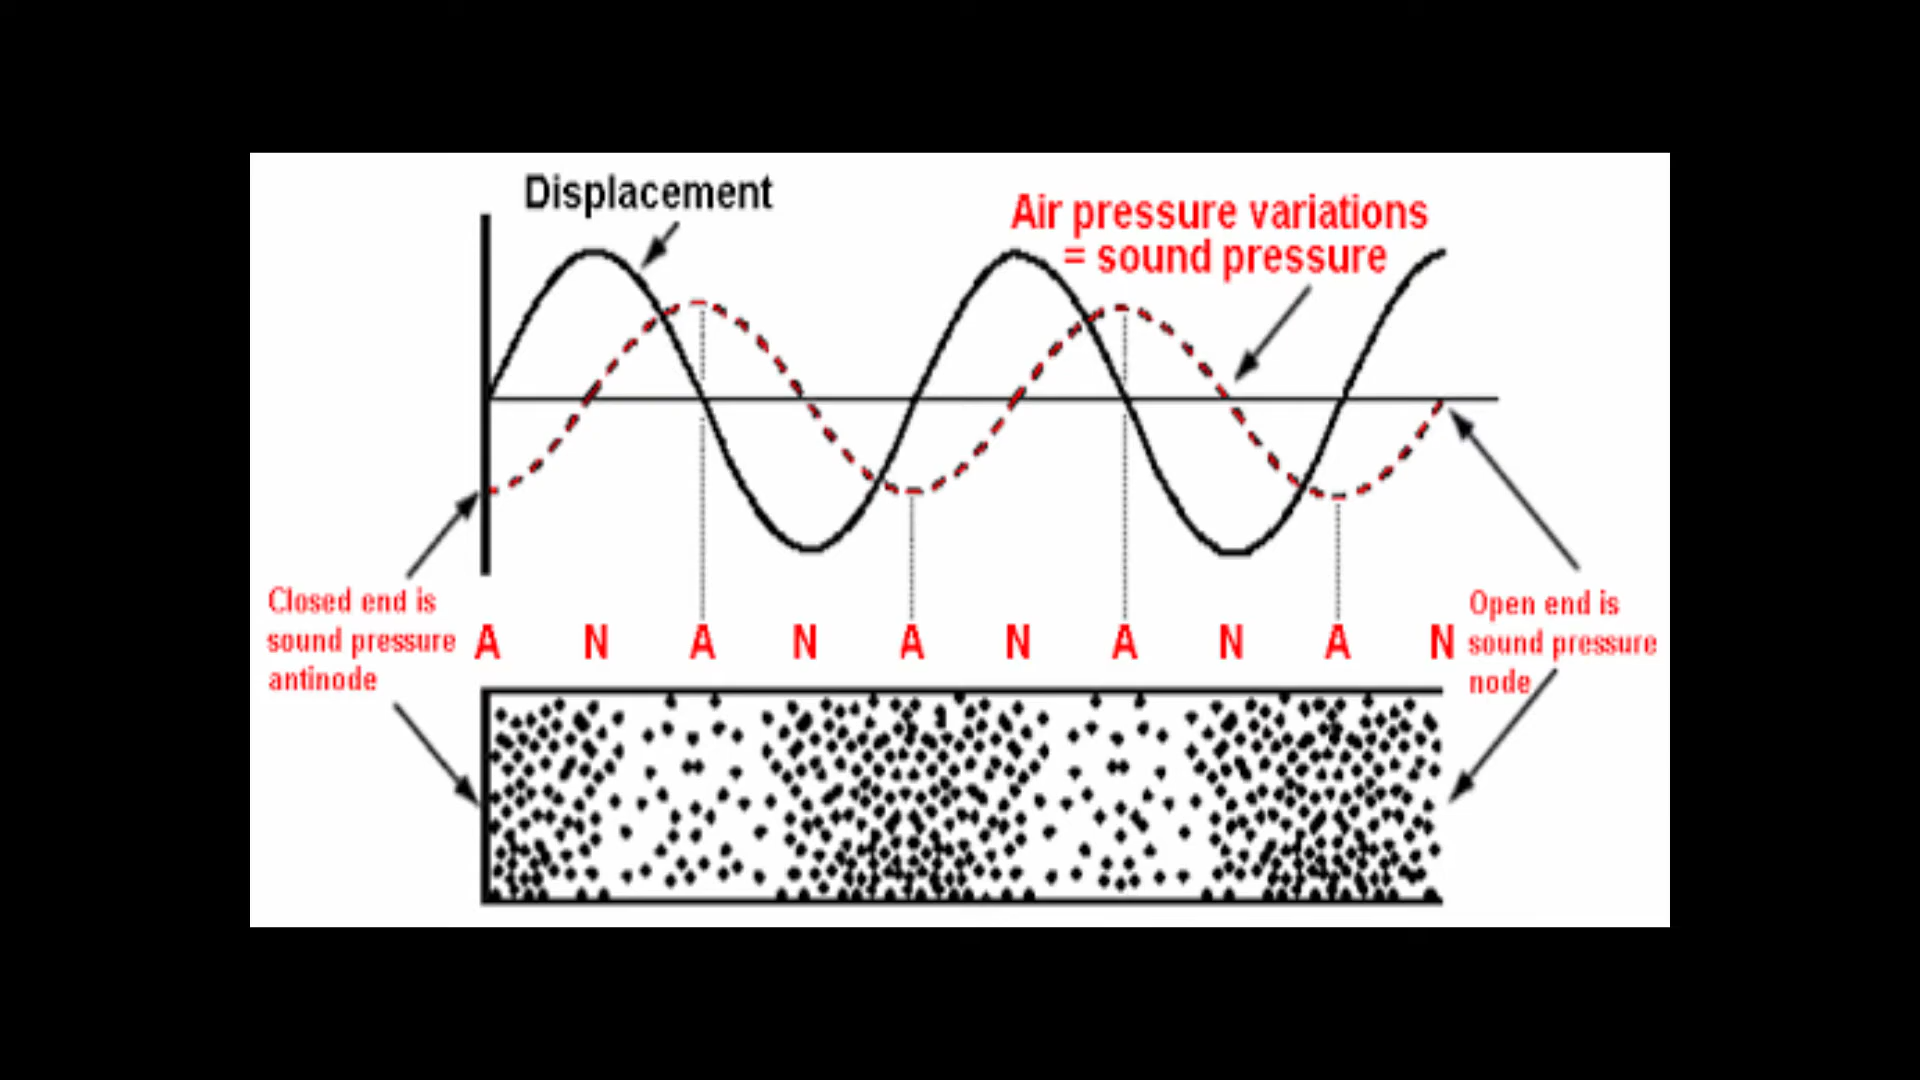 Displacement
Air pressure variations
= sound pressure
Closed end is
sound pressure
antinode
A N A N A N A N A N
Open end is
sound pressure
node